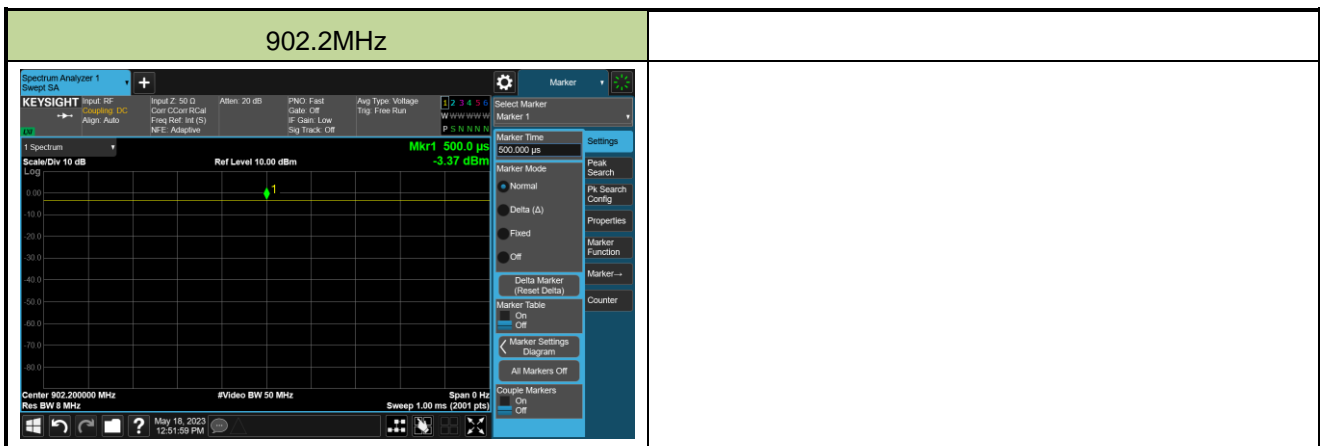 902.2MHz
Spectrum Analyzer 1
Swept SA
+
Marker
KEYSIGHT
Input: RF
Coupling: DC
Align: Auto
LV
Input Z: 50 Ω
Corr CCorr RCal
Freq Ref: Int (S)
NFE: Adaptive
Atten: 20 dB
PNO: Fast
Gate: Off
IF Gain: Low
Sig Track: Off
Avg Type: Voltage
Trig: Free Run
1 2 3 4 5 6
W W W W W W
P S N N N N
Select Marker
Marker 1
1 Spectrum
Scale/Div 10 dB
Log
Ref Level 10.00 dBm
Mkr1 500.0 µs
-3.37 dBm
1
0.00
-10.0
-20.0
-30.0
-40.0
-50.0
-60.0
-70.0
-80.0
Center 902.200000 MHz
Res BW 8 MHz
#Video BW 50 MHz
Span 0 Hz
Sweep 1.00 ms (2001 pts)
Marker Time
500.000 µs
Marker Mode
Normal
Delta (Δ)
Fixed
Off
Delta Marker
(Reset Delta)
Marker Table
On
Off
Marker Settings
Diagram
All Markers Off
Couple Markers
On
Off
Settings
Peak
Search
Pk Search
Config
Properties
Marker
Function
Marker→
Counter
?
May 18, 2023
12:51:59 PM